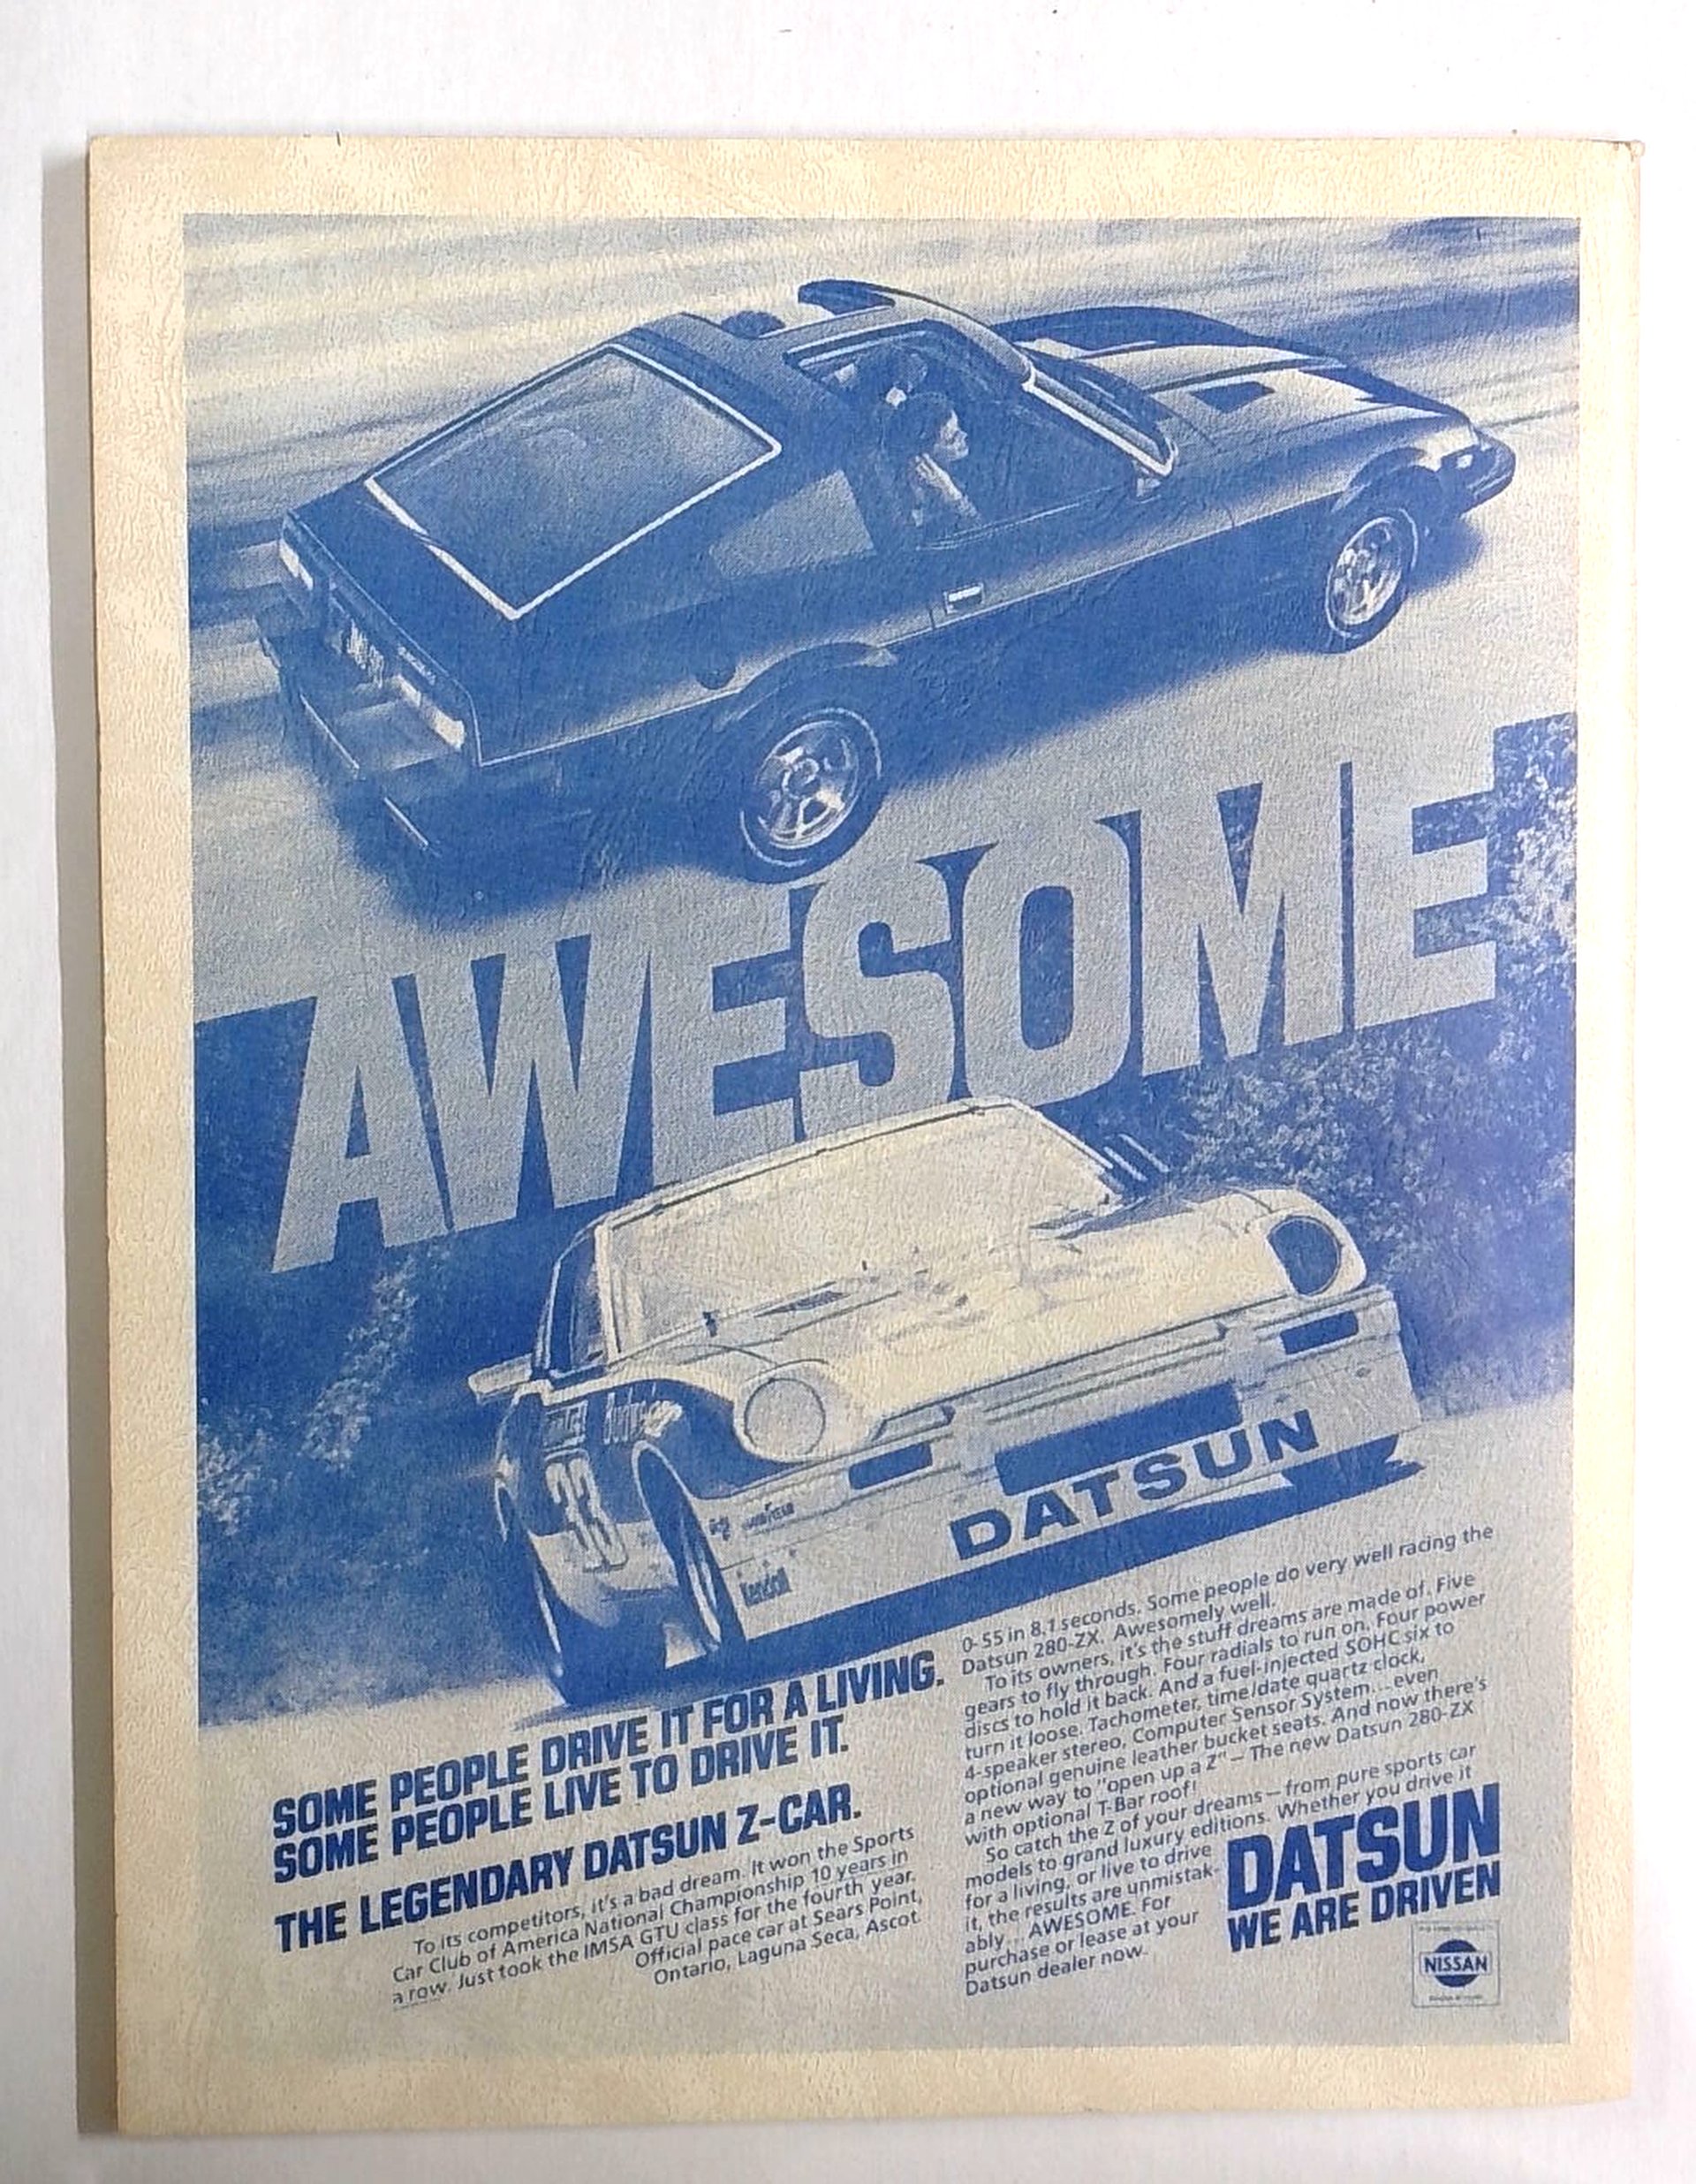 AWESOME
33
GOODYEAR
Kendall
DATSUN
SOME PEOPLE DRIVE IT FOR A LIVING.
SOME PEOPLE LIVE TO DRIVE IT.
THE LEGENDARY DATSUN Z-CAR.
To its competitors, it's a bad dream. It won the Sports
Car Club of America National Championship 10 years in
a row. Just took the IMSA GTU class for the fourth year.
Official pace car at Sears Point,
Ontario, Laguna Seca, Ascot.
0-55 in 8.1 seconds. Some people do very well racing the
Datsun 280-ZX. Awesomely well.
To its owners, it's the stuff dreams are made of. Five
gears to fly through. Four radials to run on. Four power
discs to hold it back. And a fuel-injected SOHC six to
turn it loose. Tachometer, time/date quartz clock,
4-speaker stereo, Computer Sensor System...even
optional genuine leather bucket seats. And now there's
a new way to "open up a Z"—The new Datsun 280-ZX
with optional T-Bar roof!
So catch the Z of your dreams—from pure sports car
models to grand luxury editions. Whether you drive it
for a living, or live to drive
it, the results are unmistak-
ably... AWESOME. For
purchase or lease at your
Datsun dealer now.
DATSUN
WE ARE DRIVEN
NISSAN